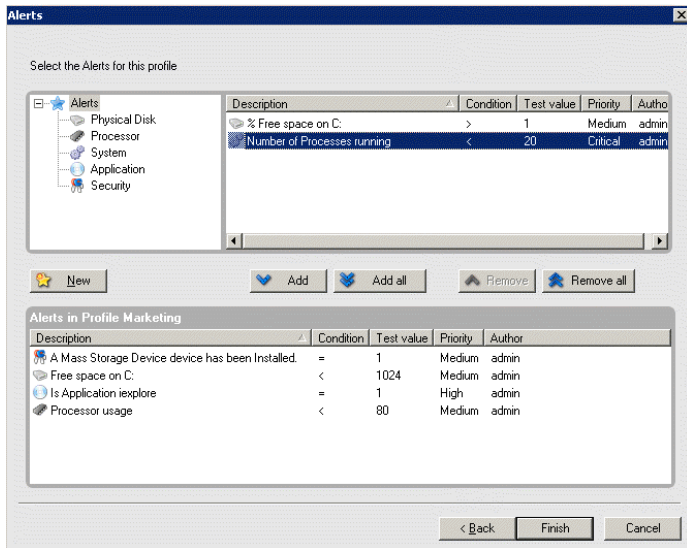 Alerts
Select the Alerts for this profile
Alerts
Physical Disk
Processor
System
Application
Security
Description Condition Test value Priority Autho
% Free space on C: > 1 Medium admin
Number of Processes running < 20 Critical admin
New Add Add all Remove Remove all
Alerts in Profile Marketing
Description Condition Test value Priority Author
A Mass Storage Device device has been Installed. = 1 Medium admin
Free space on C: < 1024 Medium admin
Is Application iexplore = 1 High admin
Processor usage < 80 Medium admin
< Back Finish Cancel